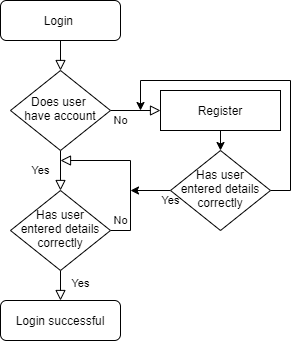 Login
Does user
have account
No
Register
Yes
Has user
entered details
correctly
Yes
Has user
entered details
correctly
No
Yes
Login successful